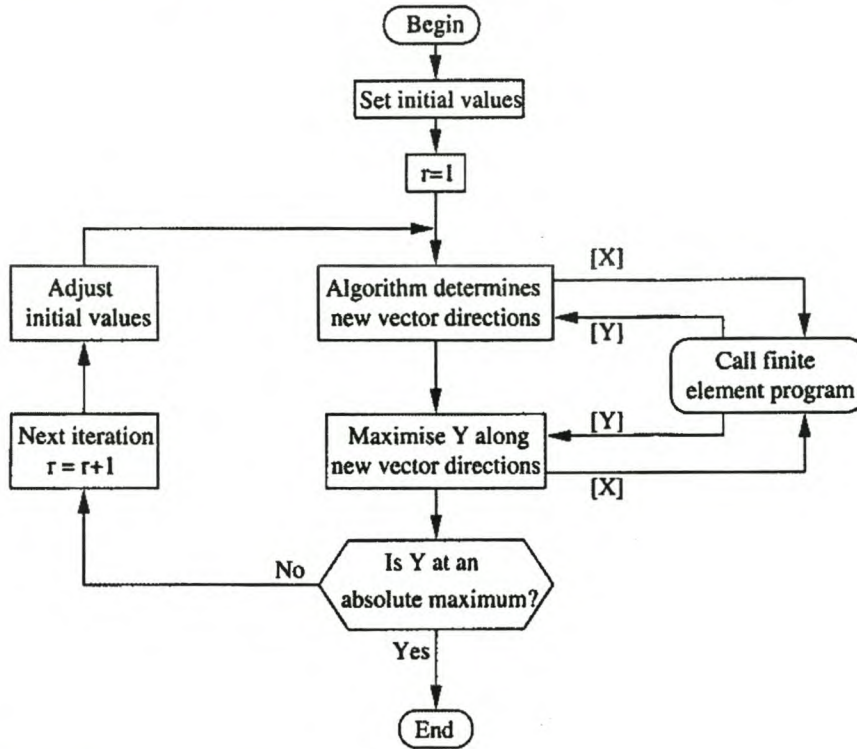 Begin
Set initial values
r=1
Adjust
initial values
Algorithm determines
new vector directions
[X]
[Y]
Call finite
element program
Next iteration
r = r+1
Maximise Y along
new vector directions
[Y]
[X]
No
Is Y at an
absolute maximum?
Yes
End